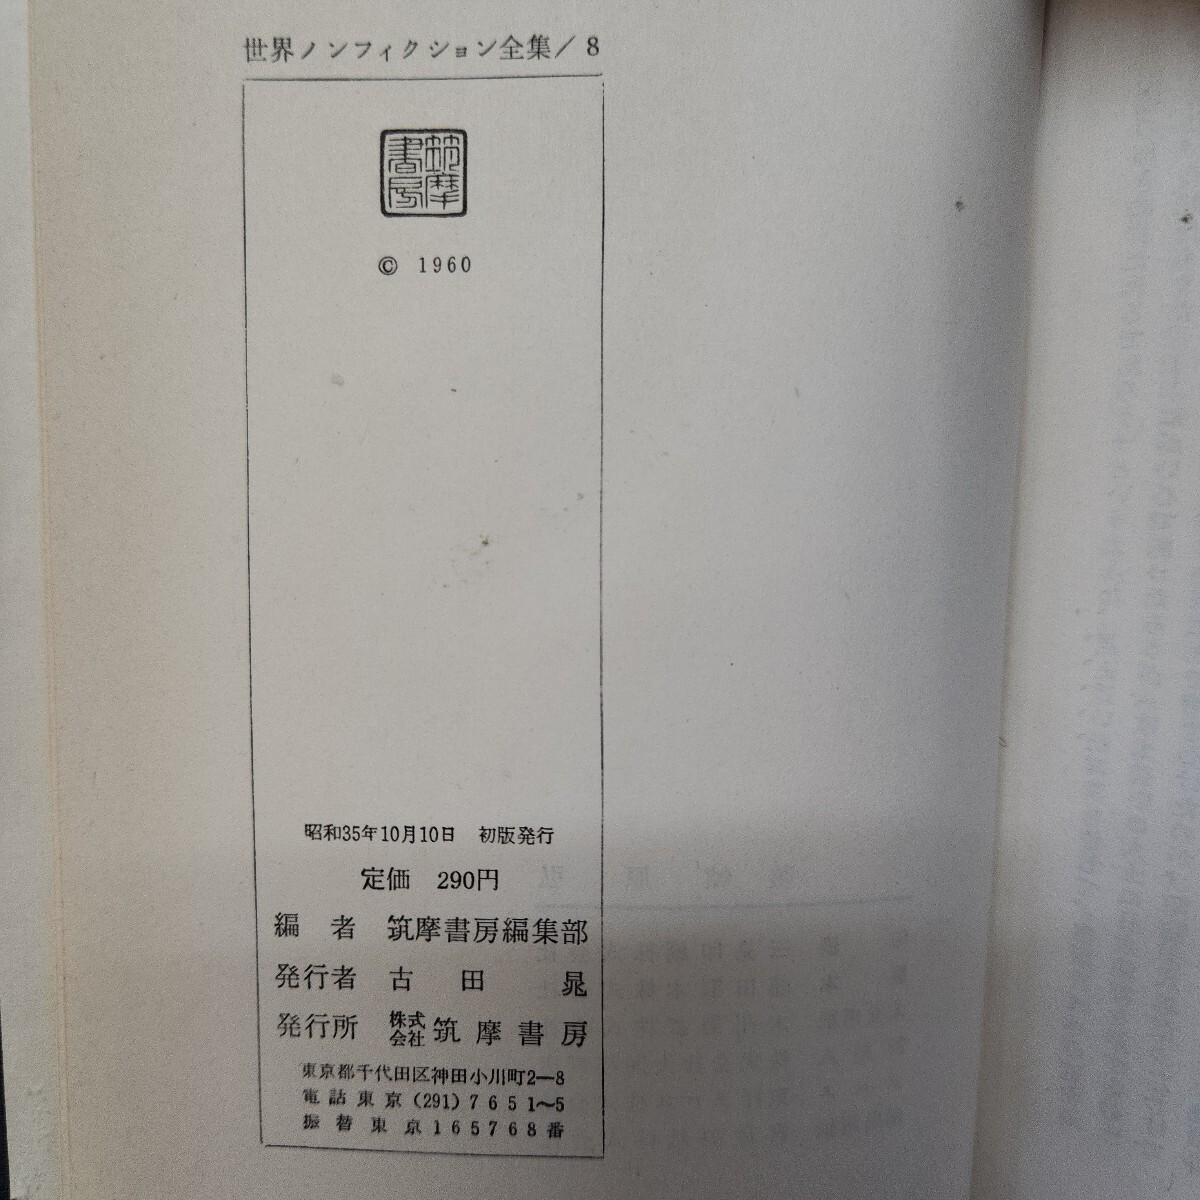 世界ノンフィクション全集/8
筑摩書房
© 1960
昭和35年10月10日　初版発行
定価　290円
編　者　筑摩書房編集部
発行者　古　田　晁
発行所　株式会社筑摩書房
東京都千代田区神田小川町2―8
電話東京(291)7651〜5
振替東京165768番